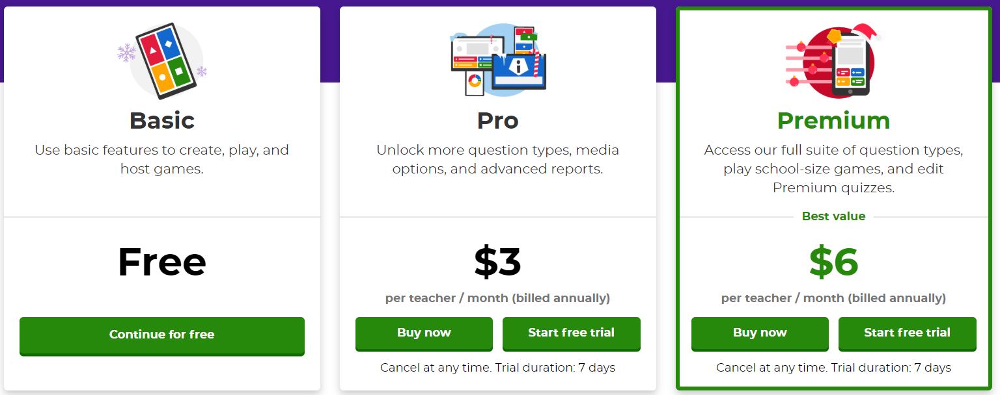 Basic
Use basic features to create, play, and
host games.
Free
Continue for free
Pro
Unlock more question types, media
options, and advanced reports.
$3
per teacher / month (billed annually)
Buy now
Start free trial
Cancel at any time. Trial duration: 7 days
Premium
Access our full suite of question types,
play school-size games, and edit
Premium quizzes.
Best value
$6
per teacher / month (billed annually)
Buy now
Start free trial
Cancel at any time. Trial duration: 7 days